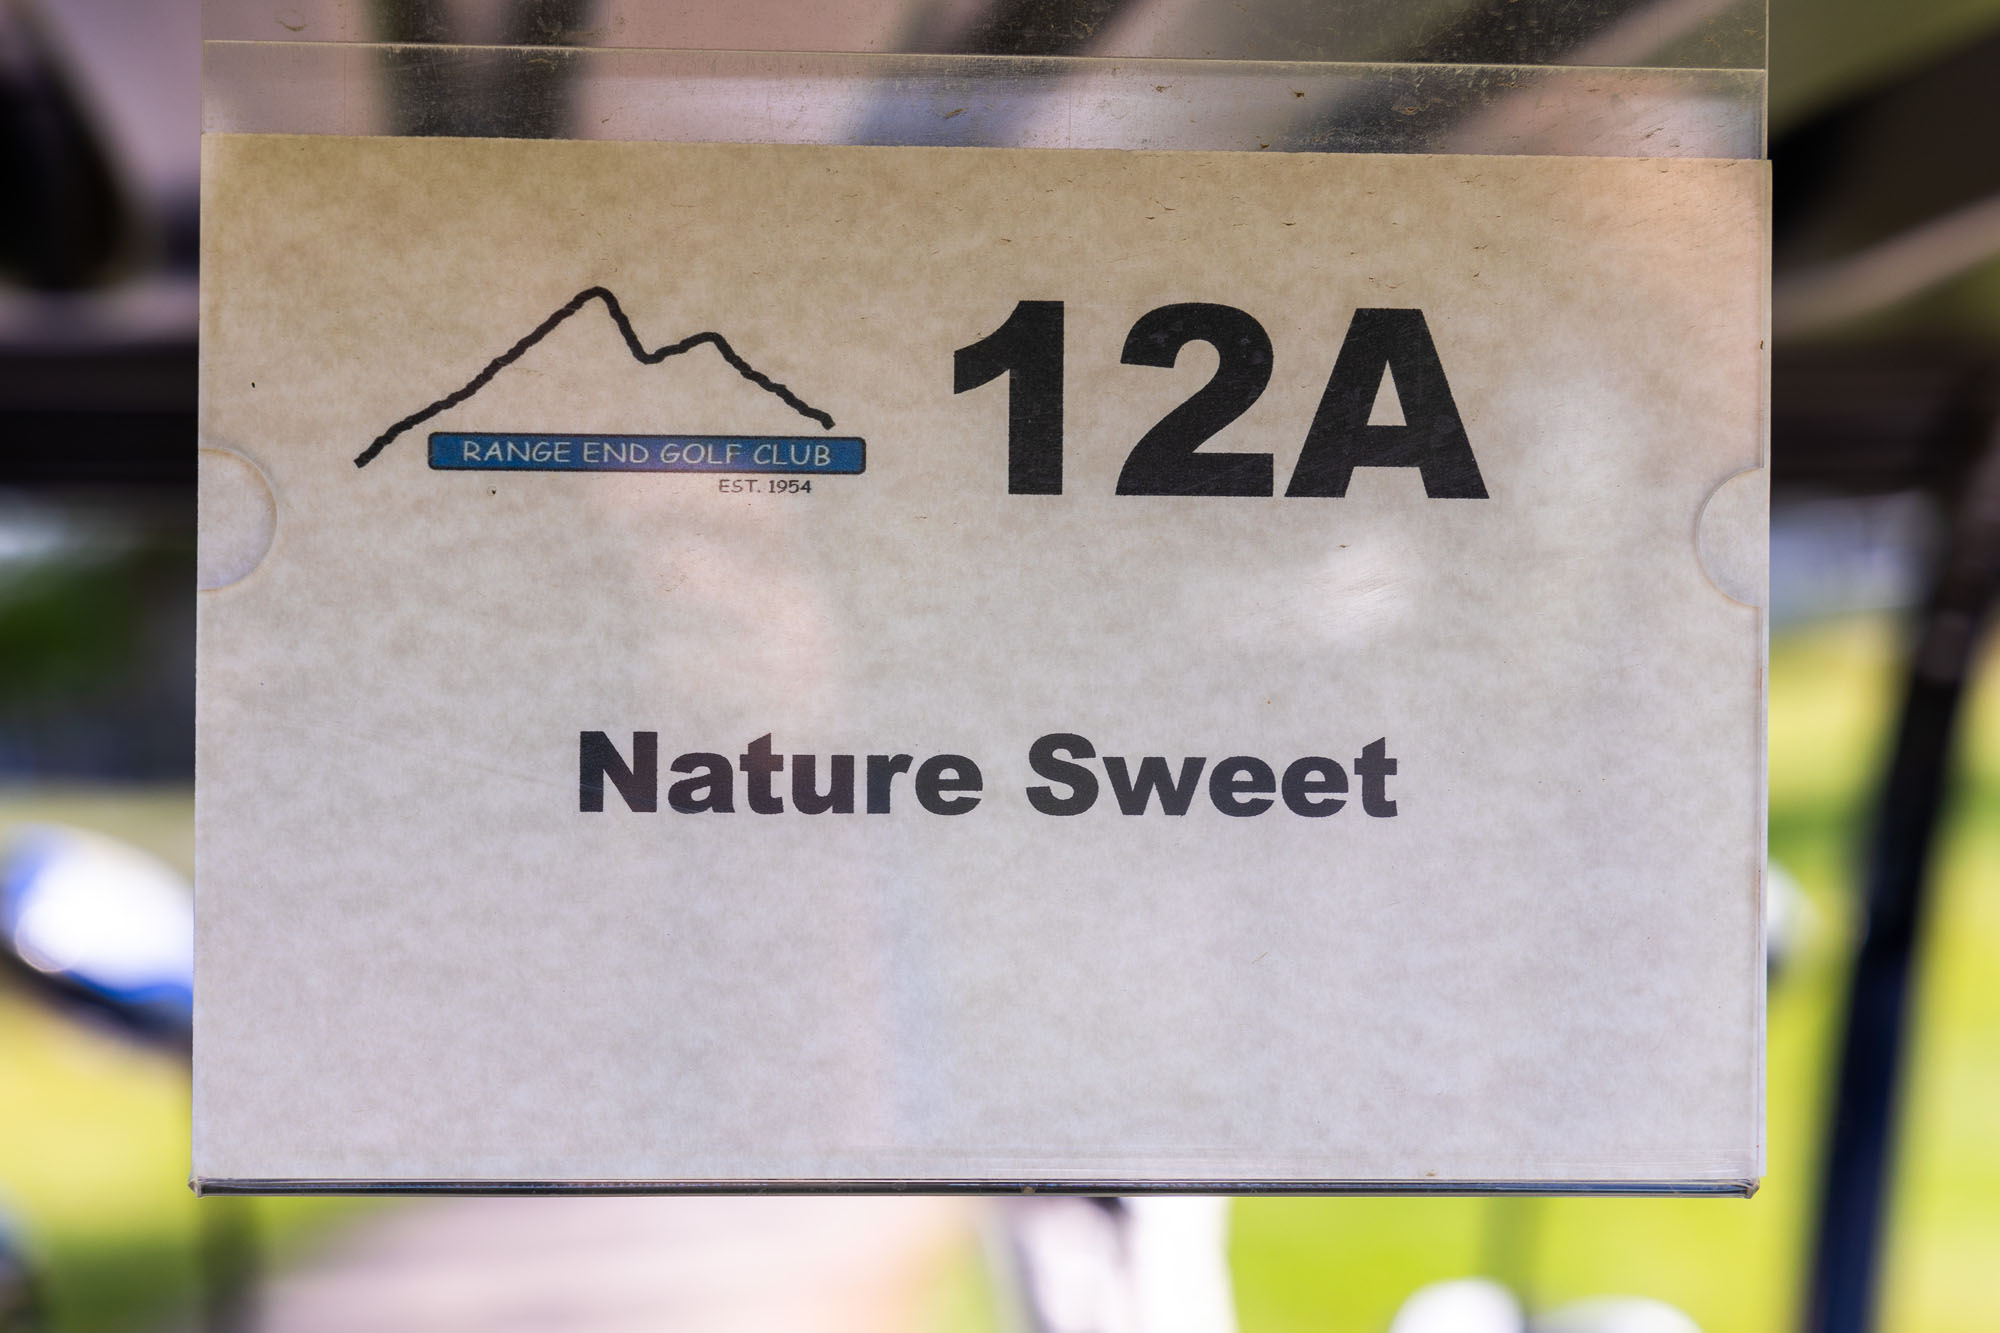 12A
RANGE END GOLF CLUB
EST. 1954
Nature Sweet